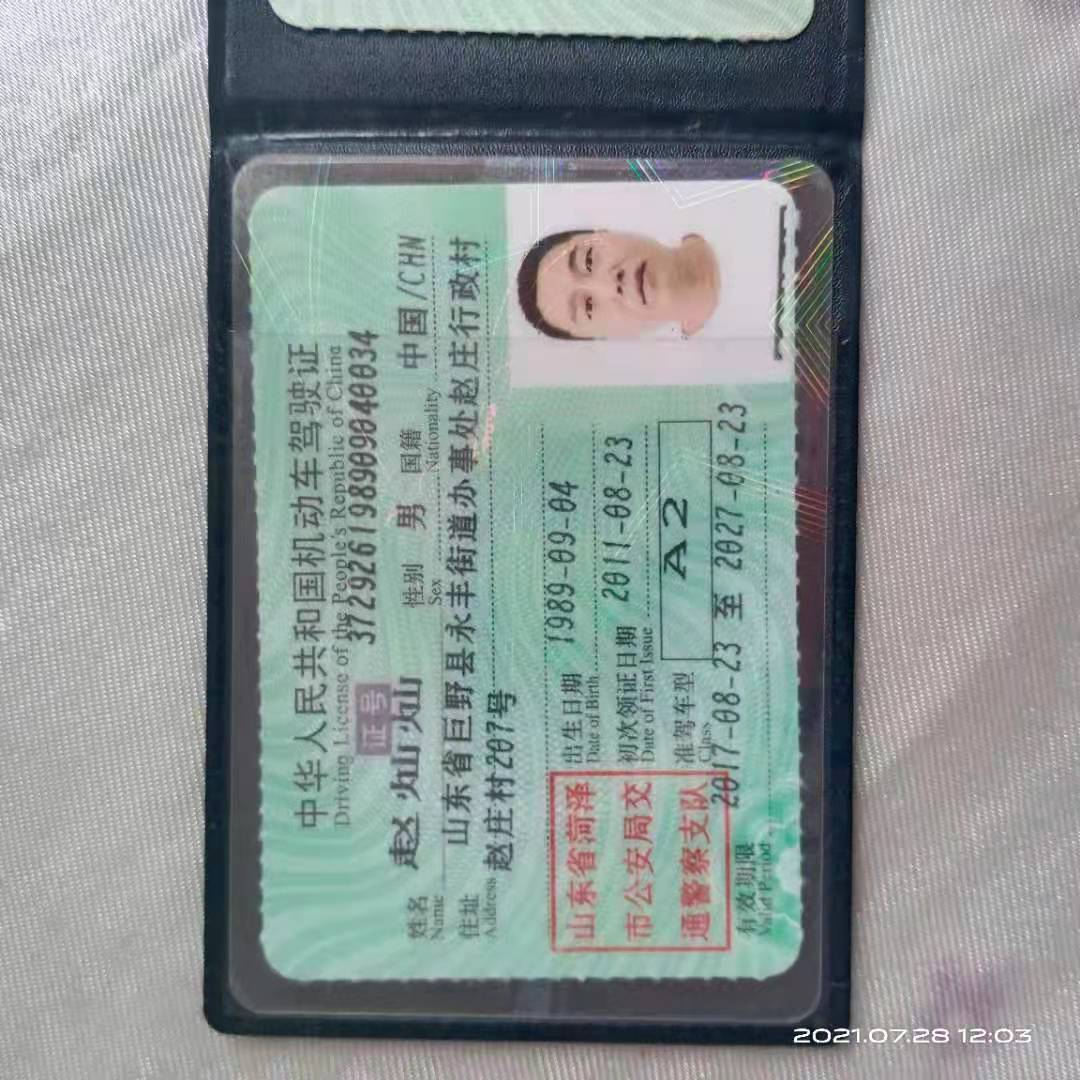 中华人民共和国机动车驾驶证
Driving License of the People's Republic of China
证号 372926198909040034
姓名 赵灿灿 性别 男 国籍 中国/CHN
Name Sex Nationality
住址 山东省巨野县永丰街道办事处赵庄行政村
Address 赵庄村207号
出生日期 1989-09-04
Date of Birth
初次领证日期 2011-08-23
Date of First Issue
准驾车型 A2
Class
山东省菏泽
市公安局交
通警察支队
有效期限 2017-08-23 至 2027-08-23
Valid Period
2021.07.28 12:03